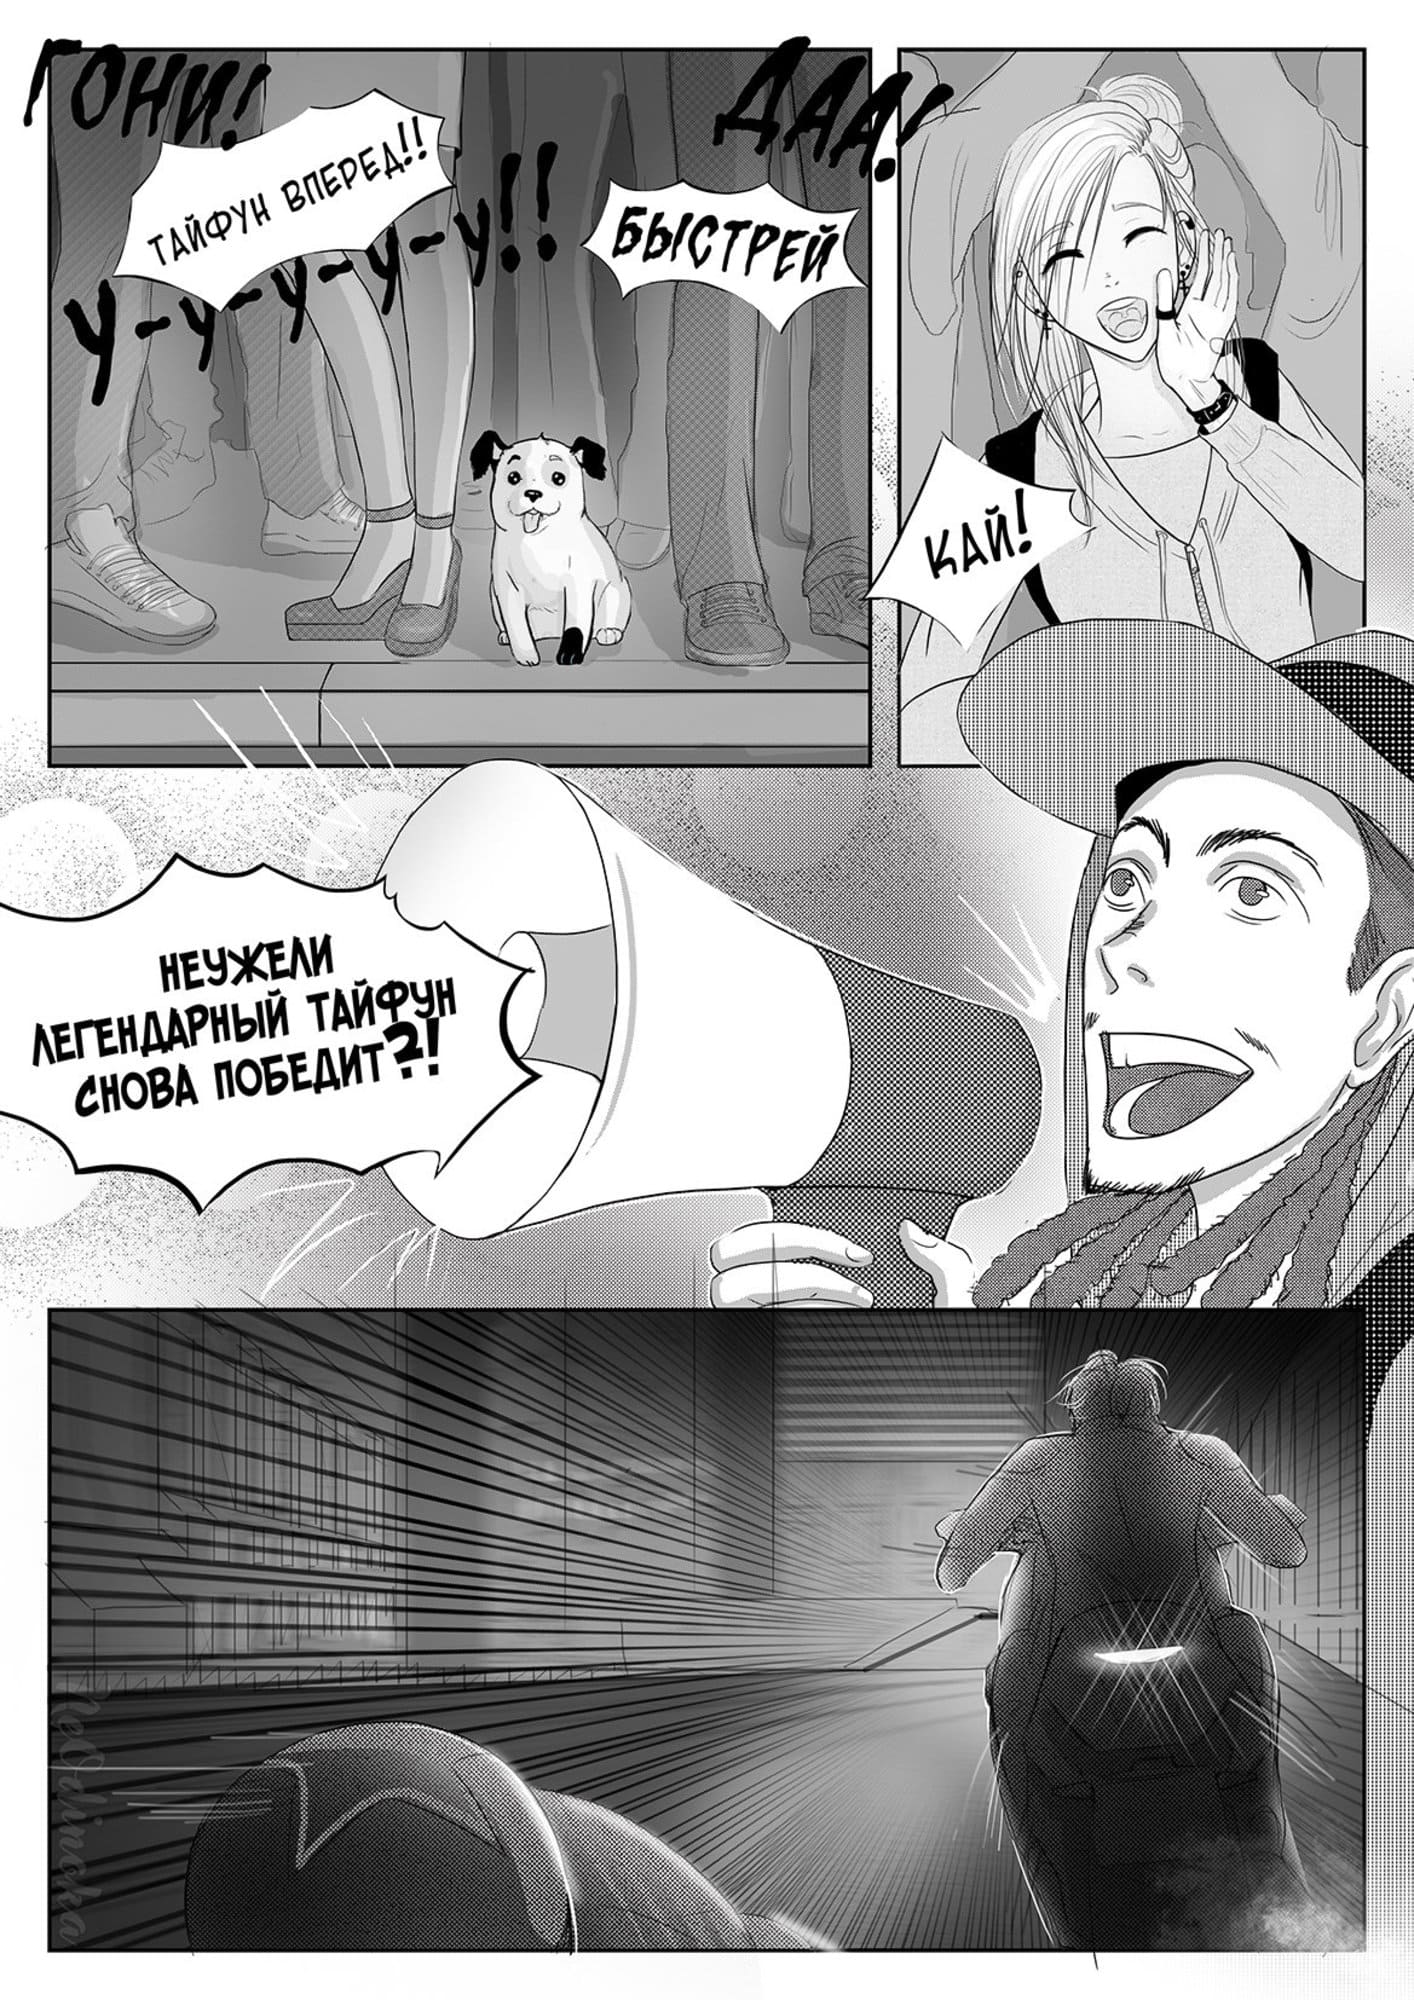 ГОНИ!
ТАЙФУН ВПЕРЕД!!
У-У-У-У-У!!
ДАА!
БЫСТРЕЙ
КАЙ!
НЕУЖЕЛИ
ЛЕГЕНДАРНЫЙ ТАЙФУН
СНОВА ПОБЕДИТ?!